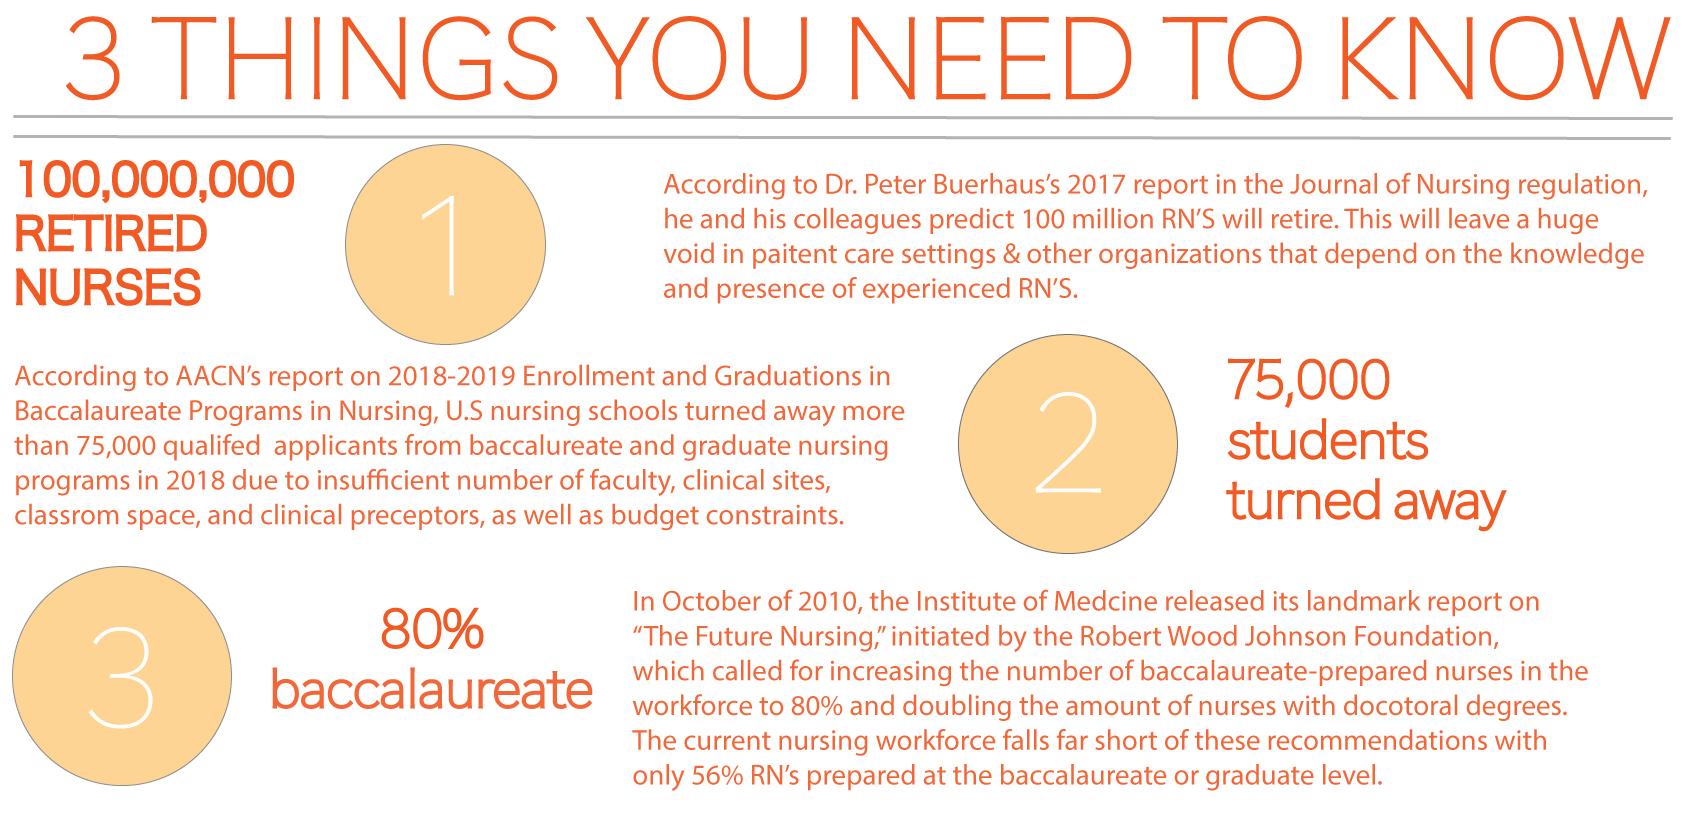 3 THINGS YOU NEED TO KNOW
100,000,000
RETIRED
NURSES
1
According to Dr. Peter Buerhaus’s 2017 report in the Journal of Nursing regulation,
he and his colleagues predict 100 million RN’S will retire. This will leave a huge
void in paitent care settings & other organizations that depend on the knowledge
and presence of experienced RN’S.
According to AACN’s report on 2018-2019 Enrollment and Graduations in
Baccalaureate Programs in Nursing, U.S nursing schools turned away more
than 75,000 qualifed  applicants from baccalureate and graduate nursing
programs in 2018 due to insufficient number of faculty, clinical sites,
classrom space, and clinical preceptors, as well as budget constraints.
2
75,000
students
turned away
3
80%
baccalaureate
In October of 2010, the Institute of Medcine released its landmark report on
“The Future Nursing,” initiated by the Robert Wood Johnson Foundation,
which called for increasing the number of baccalaureate-prepared nurses in the
workforce to 80% and doubling the amount of nurses with docotoral degrees.
The current nursing workforce falls far short of these recommendations with
only 56% RN’s prepared at the baccalaureate or graduate level.